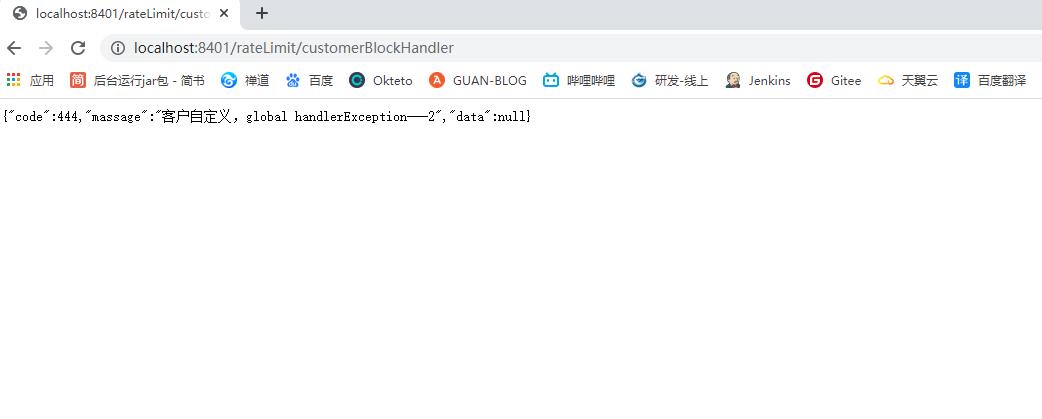 localhost:8401/rateLimit/custo
localhost:8401/rateLimit/customerBlockHandler
应用 简 后台运行jar包 - 简书 禅道 百度 Okteto GUAN-BLOG 哔哩哔哩 研发-线上 Jenkins Gitee 天翼云 译 百度翻译
{"code":444,"massage":"客户自定义，global handlerException---2","data":null}